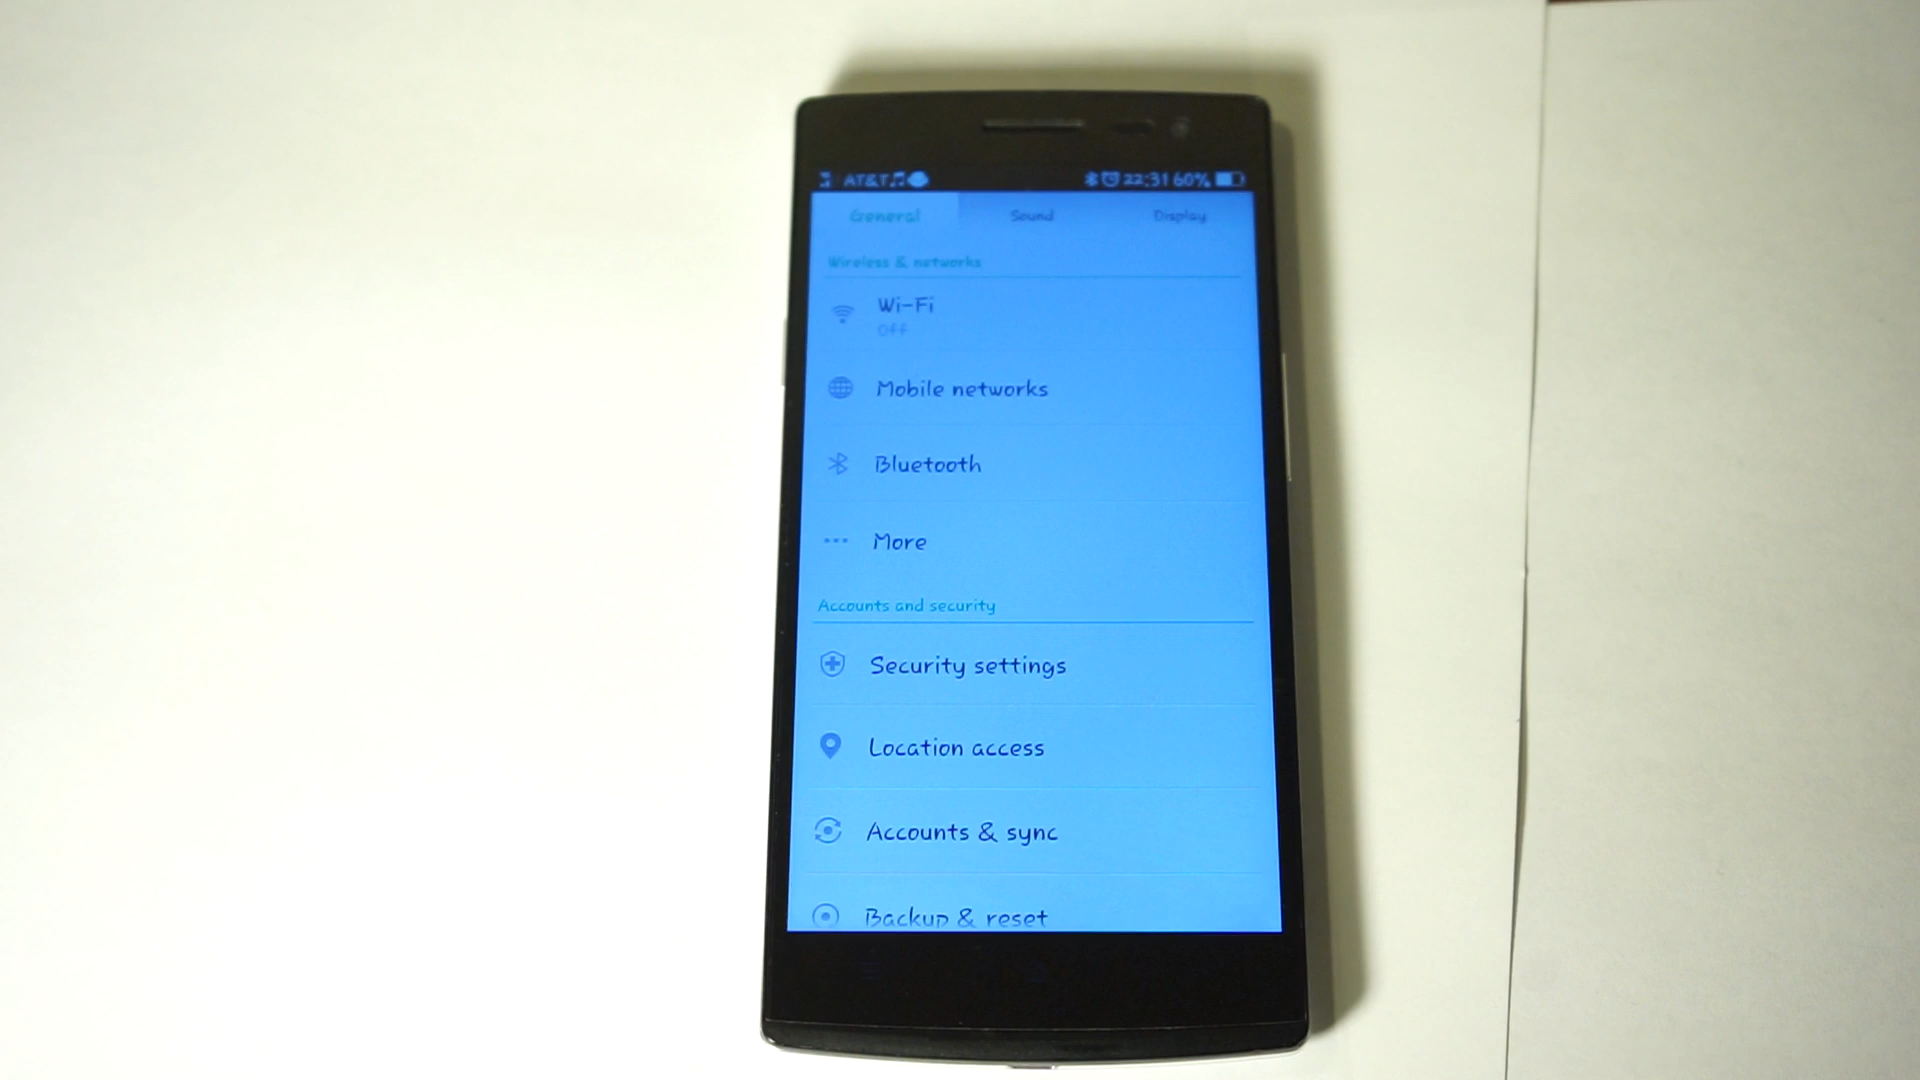 AT&T 22:31 60%
General Sound Display
Wireless & networks
Wi-Fi
Off
Mobile networks
Bluetooth
More
Accounts and security
Security settings
Location access
Accounts & sync
Backup & reset